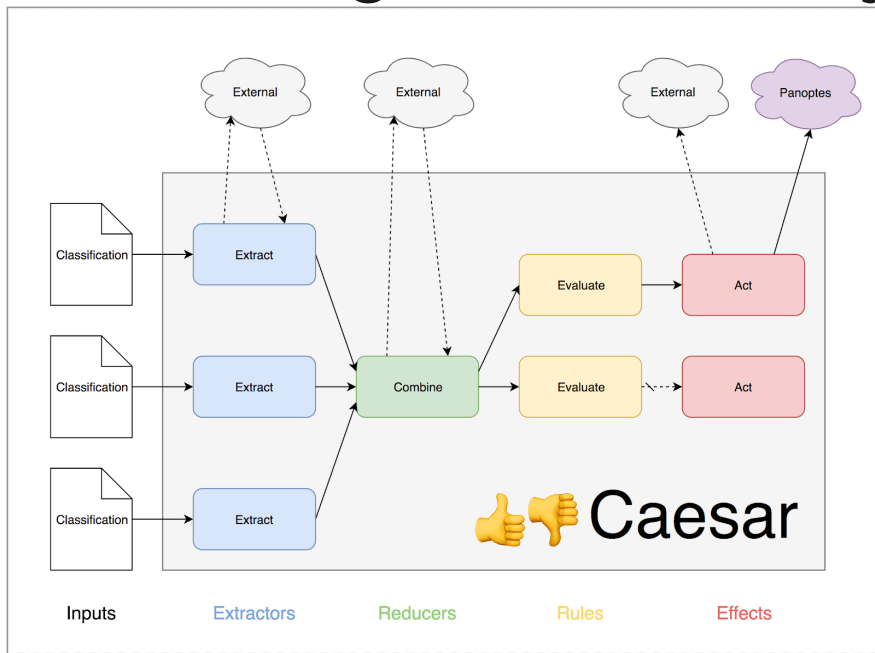 External
External
External
Panoptes
Classification
Extract
Evaluate
Act
Classification
Extract
Combine
Evaluate
Act
Classification
Extract
👍👎Caesar
Inputs
Extractors
Reducers
Rules
Effects